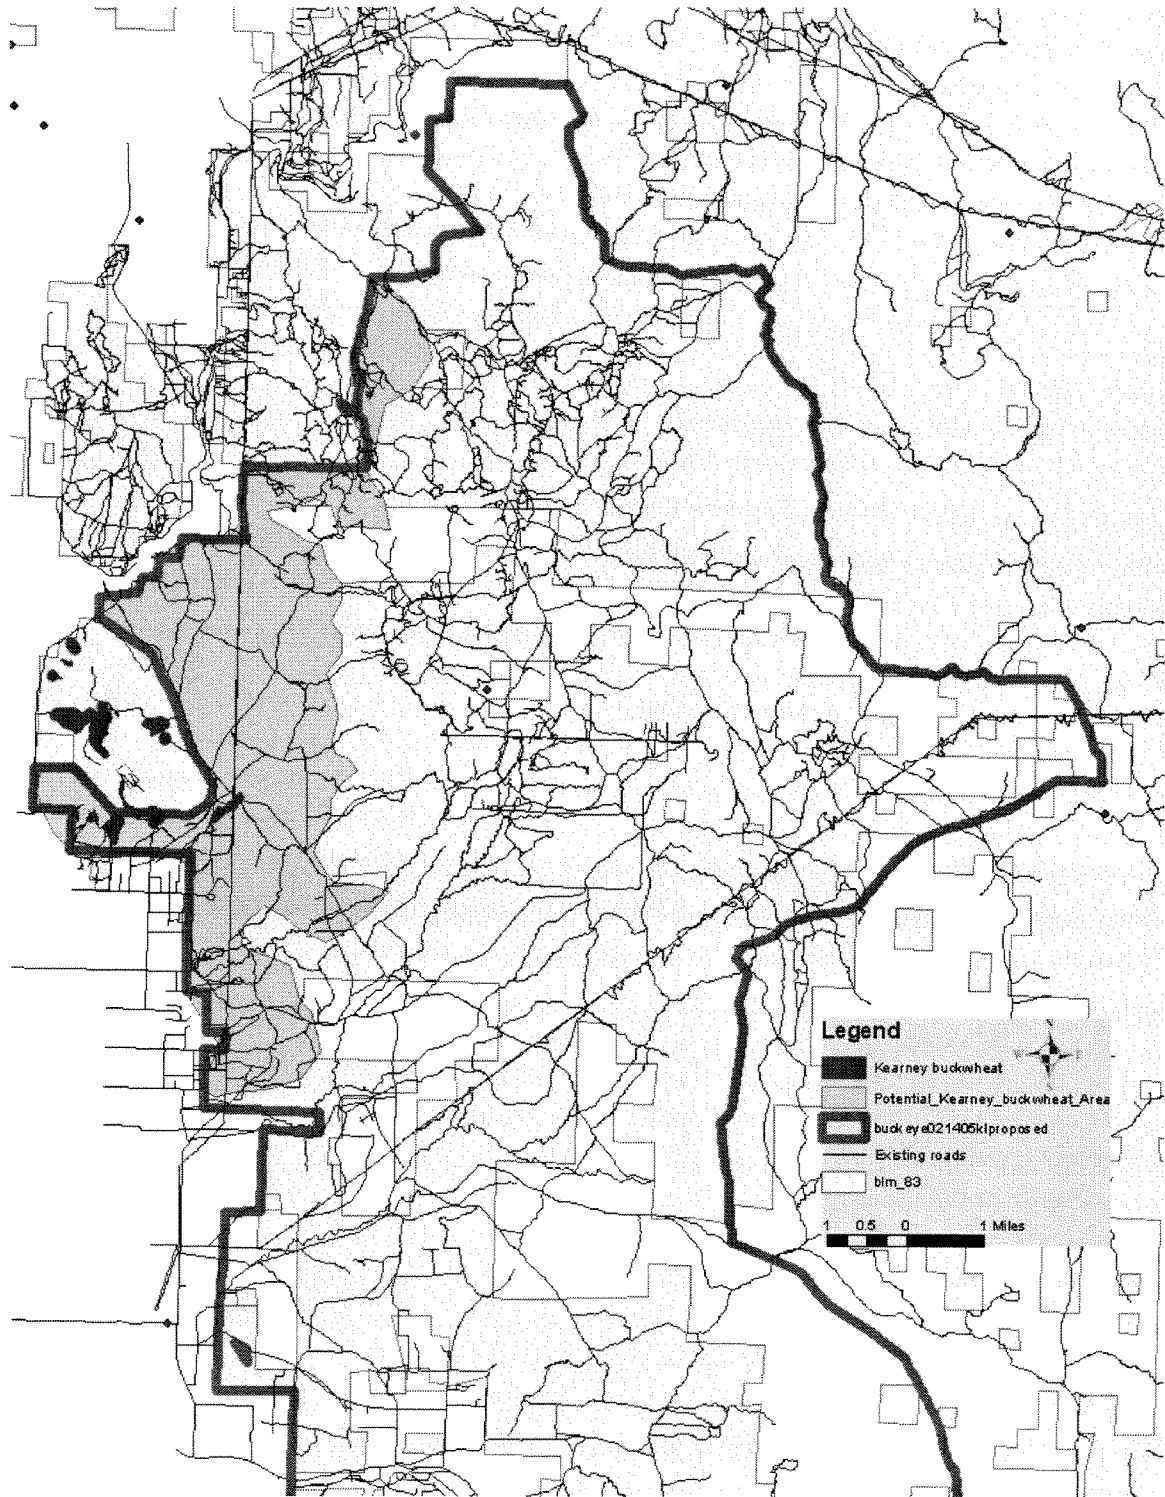 Legend
N
W E
Kearney buckwheat
Potential_Kearney_buckwheat_Area
buckeye021405klproposed
Existing roads
blm_83
1 0.5 0 1 Miles